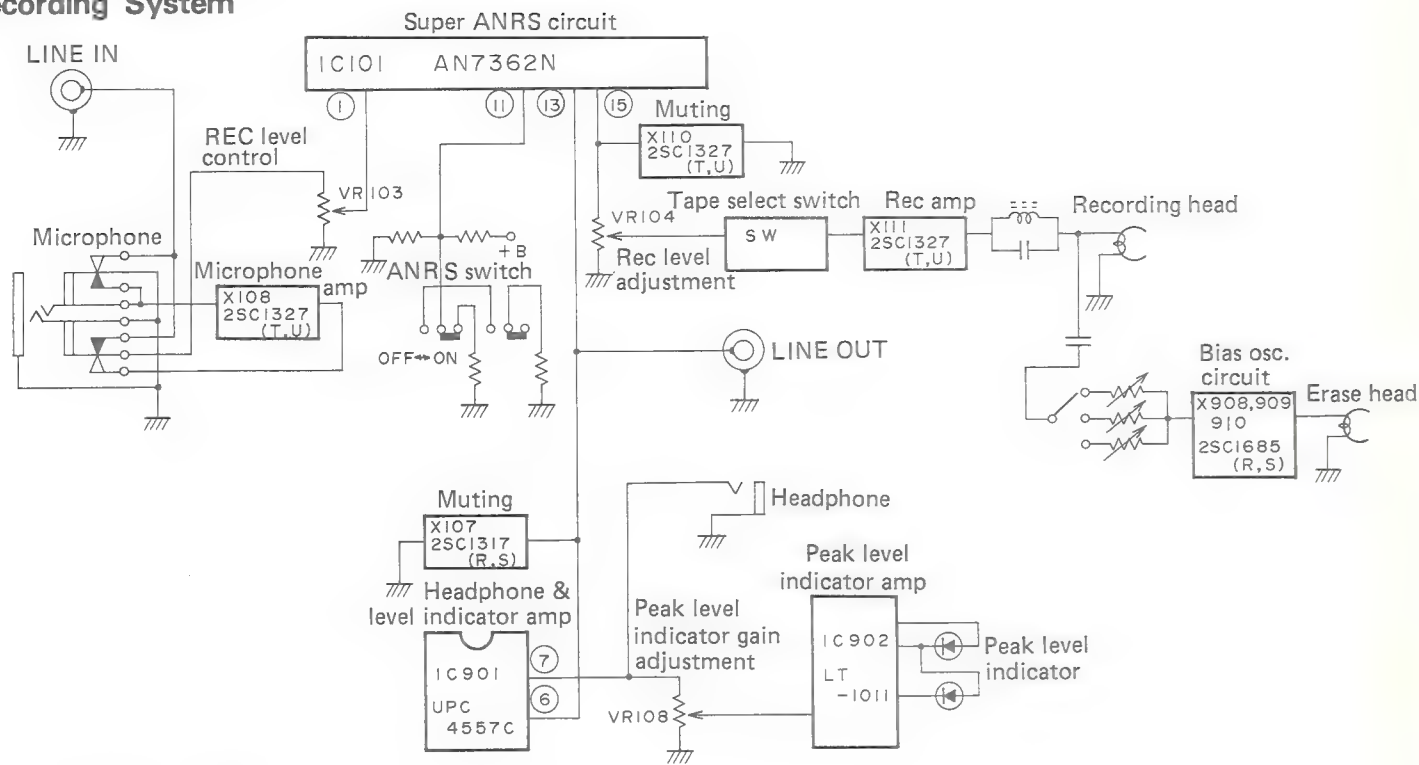 ecording System
Super ANRS circuit
LINE IN
IC101 AN7362N
1
11
13
15
Muting
X110
2SC1327
(T,U)
REC level
control
VR103
Tape select switch
SW
Rec amp
X111
2SC1327
(T,U)
Recording head
VR104
Rec level
adjustment
Microphone
Microphone
amp
X108
2SC1327
(T,U)
+B
ANRS switch
OFF↔ON
LINE OUT
Bias osc.
circuit
X908,909
910
2SC1685
(R,S)
Erase head
Muting
X107
2SC1317
(R,S)
Headphone
Headphone &
level indicator amp
IC901
UPC
4557C
7
6
Peak level
indicator gain
adjustment
VR108
Peak level
indicator amp
IC902
LT
-1011
Peak level
indicator